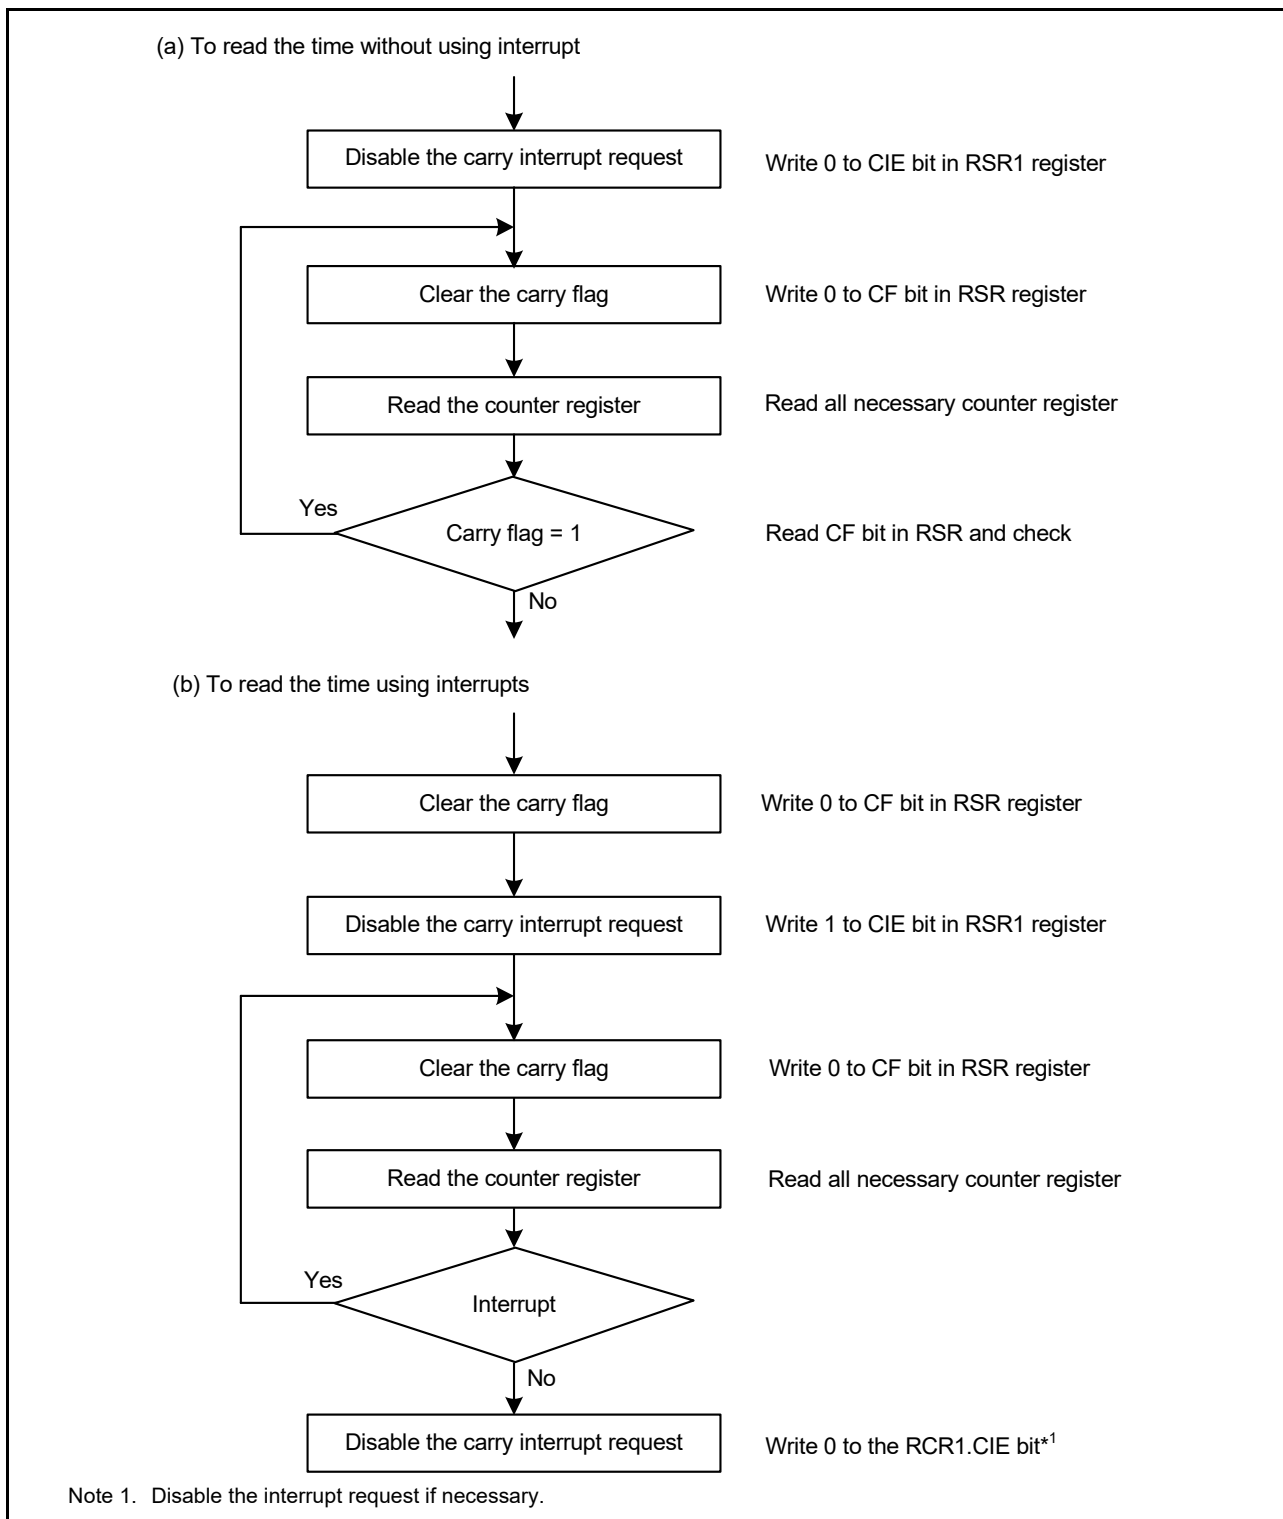 (a) To read the time without using interrupt
Disable the carry interrupt request
Write 0 to CIE bit in RSR1 register
Clear the carry flag
Write 0 to CF bit in RSR register
Read the counter register
Read all necessary counter register
Yes
Carry flag = 1
Read CF bit in RSR and check
No
(b) To read the time using interrupts
Clear the carry flag
Write 0 to CF bit in RSR register
Disable the carry interrupt request
Write 1 to CIE bit in RSR1 register
Clear the carry flag
Write 0 to CF bit in RSR register
Read the counter register
Read all necessary counter register
Yes
Interrupt
No
Disable the carry interrupt request
Write 0 to the RCR1.CIE bit*1
Note 1. Disable the interrupt request if necessary.